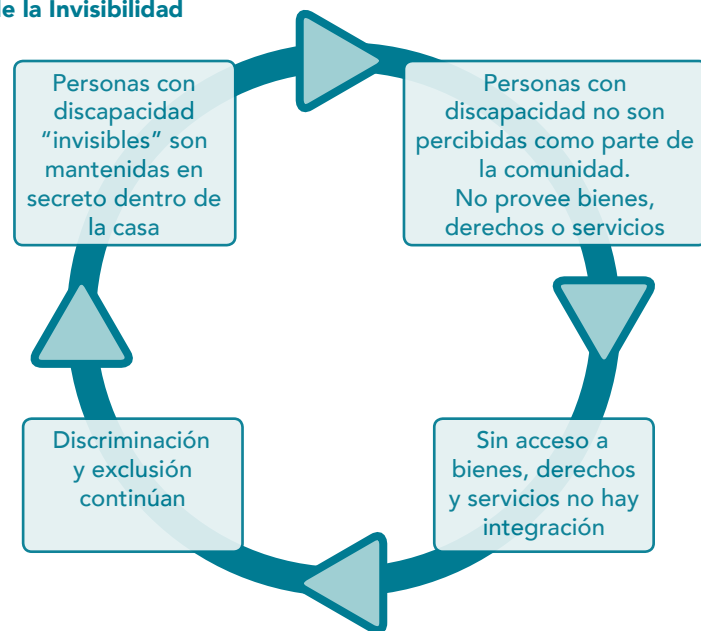 de la Invisibilidad
Personas con
discapacidad
“invisibles” son
mantenidas en
secreto dentro de
la casa
Personas con
discapacidad no son
percibidas como parte de
la comunidad.
No provee bienes,
derechos o servicios
Sin acceso a
bienes, derechos
y servicios no hay
integración
Discriminación
y exclusión
continúan